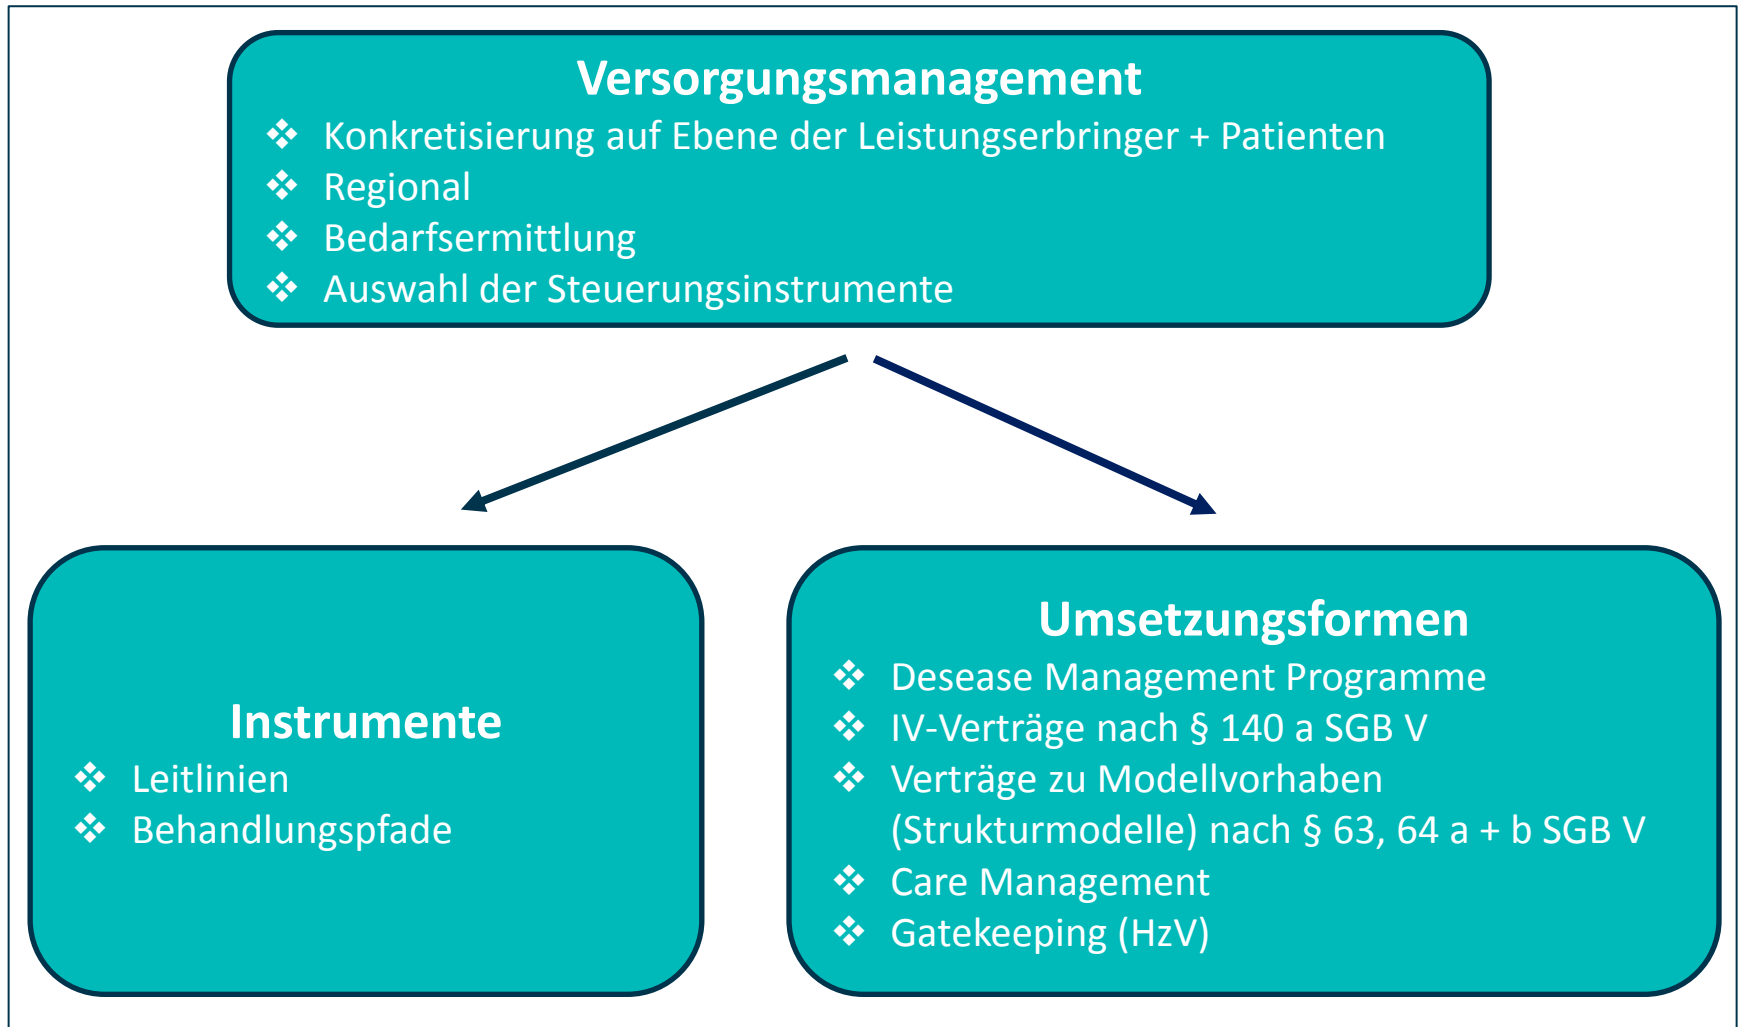 Versorgungsmanagement
❖ Konkretisierung auf Ebene der Leistungserbringer + Patienten
❖ Regional
❖ Bedarfsermittlung
❖ Auswahl der Steuerungsinstrumente
Instrumente
❖ Leitlinien
❖ Behandlungspfade
Umsetzungsformen
❖ Desease Management Programme
❖ IV-Verträge nach § 140 a SGB V
❖ Verträge zu Modellvorhaben
(Strukturmodelle) nach § 63, 64 a + b SGB V
❖ Care Management
❖ Gatekeeping (HzV)